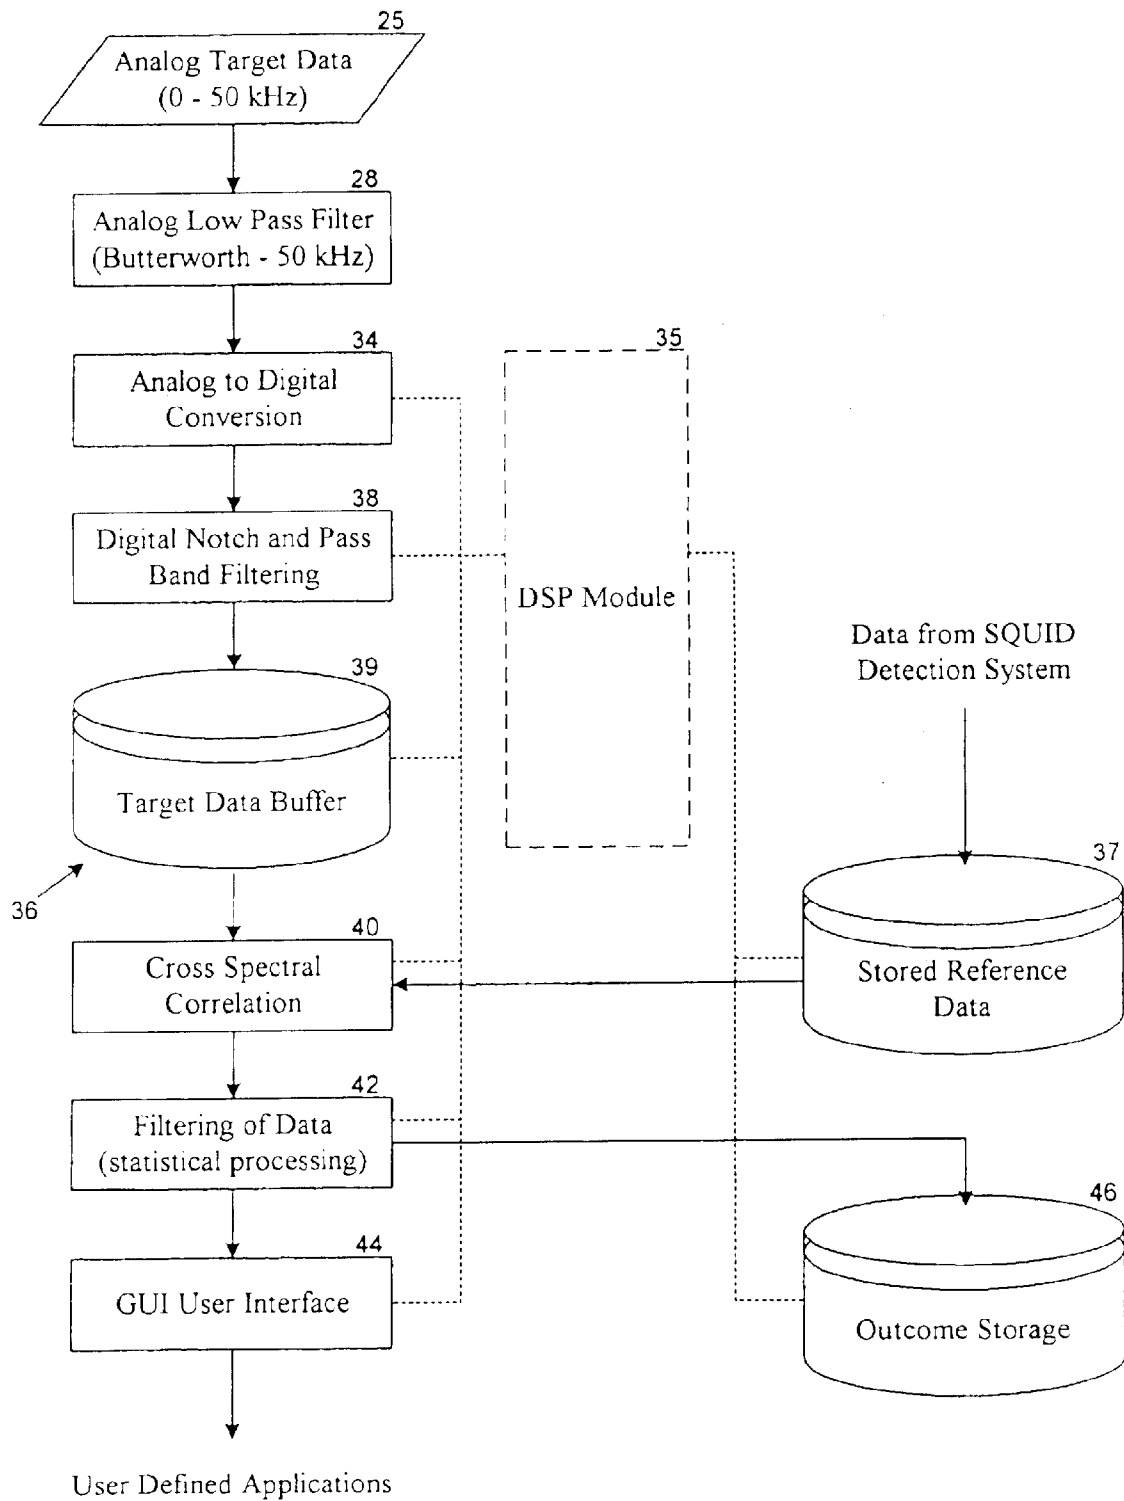 25
Analog Target Data
(0 - 50 kHz)
28
Analog Low Pass Filter
(Butterworth - 50 kHz)
34
Analog to Digital
Conversion
35
DSP Module
38
Digital Notch and Pass
Band Filtering
Data from SQUID
Detection System
39
Target Data Buffer
36
37
Stored Reference
Data
40
Cross Spectral
Correlation
42
Filtering of Data
(statistical processing)
46
Outcome Storage
44
GUI User Interface
User Defined Applications